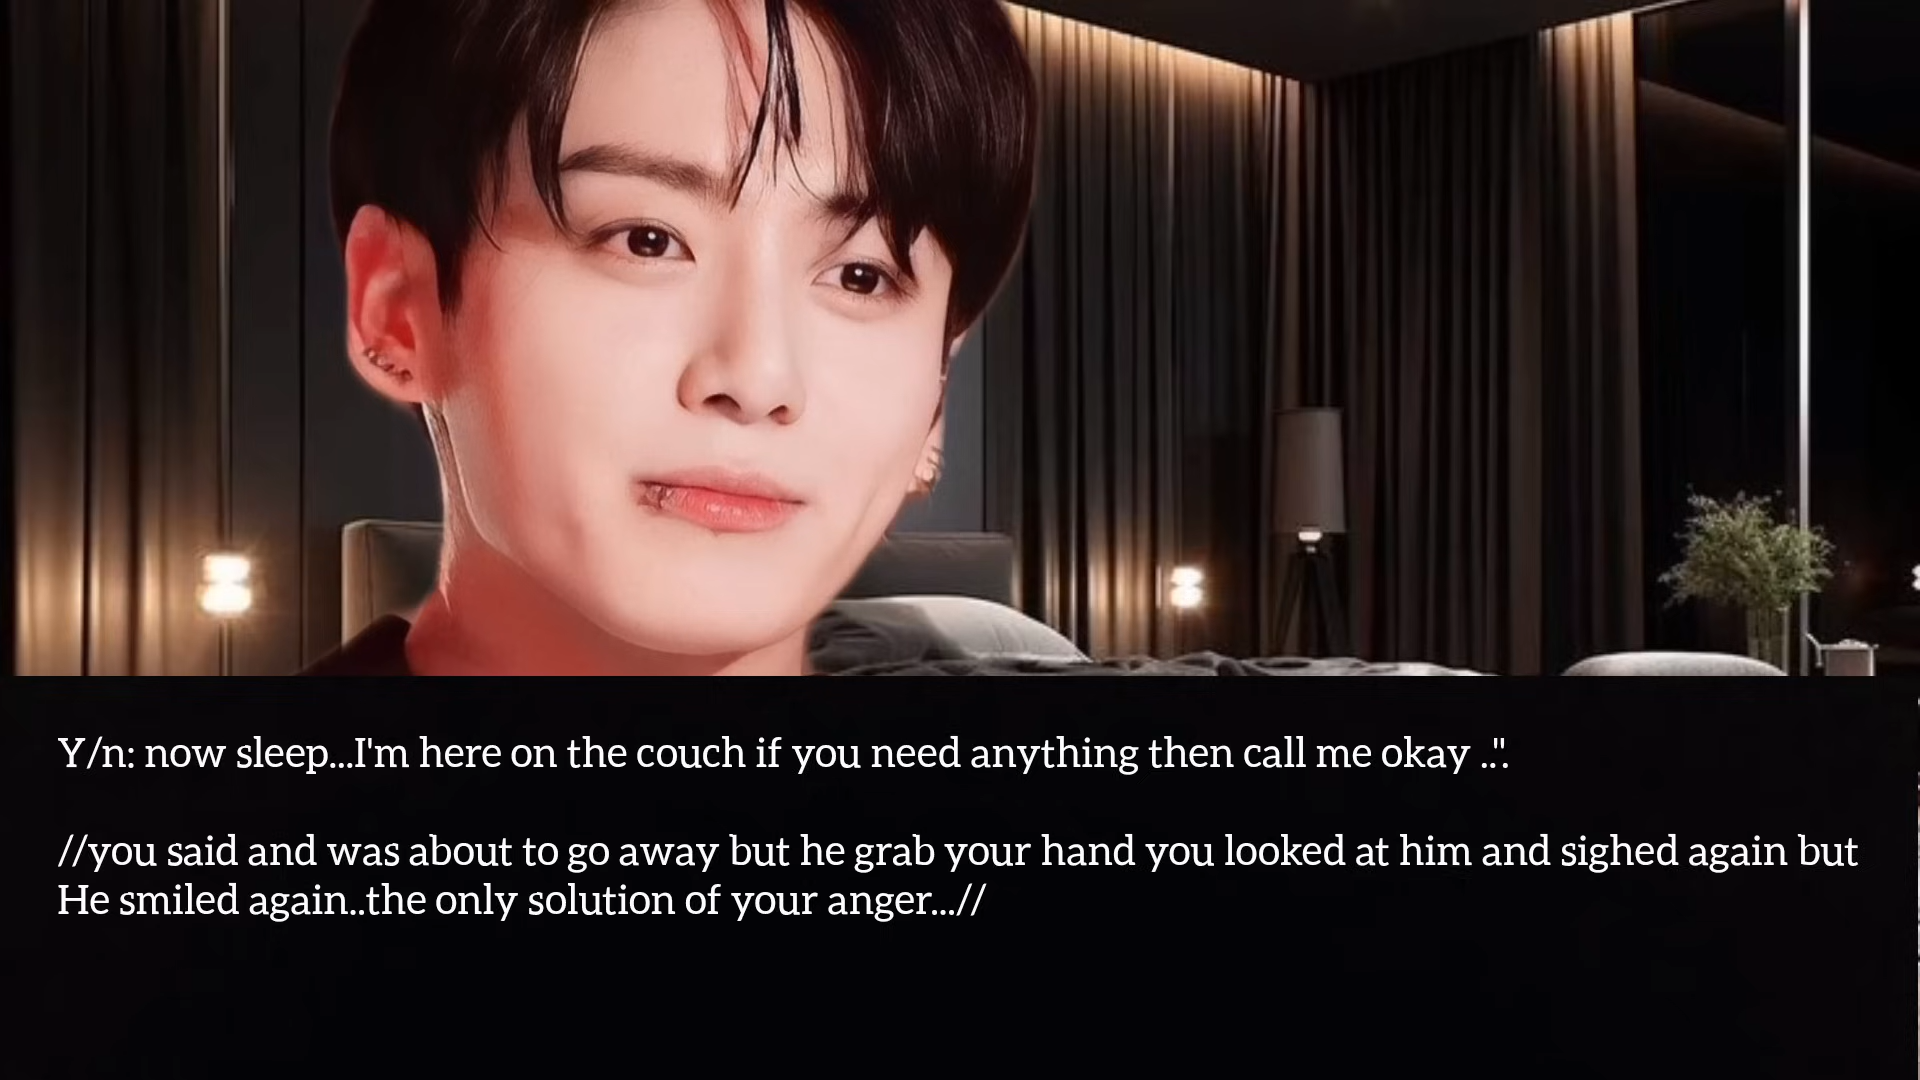 Y/n: now sleep...I'm here on the couch if you need anything then call me okay ..".
//you said and was about to go away but he grab your hand you looked at him and sighed again but
He smiled again..the only solution of your anger...//